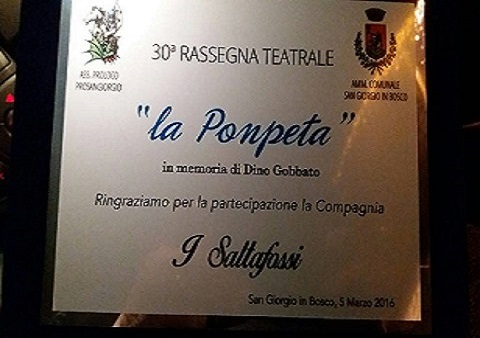 30ª RASSEGNA TEATRALE
ASS. PROLOCO
PROSANGIORGIO
AMM. COMUNALE
SAN GIORGIO IN BOSCO
"la Ponpeta"
in memoria di Dino Gobbato
Ringraziamo per la partecipazione la Compagnia
I Saltafossi
San Giorgio in Bosco, 5 Marzo 2016